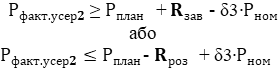 Pфакт.усер2 ≥ Pплан + Rзав - δ3·Pном
або
Pфакт.усер2 ≤ Pплан- Rроз + δ3·Pном